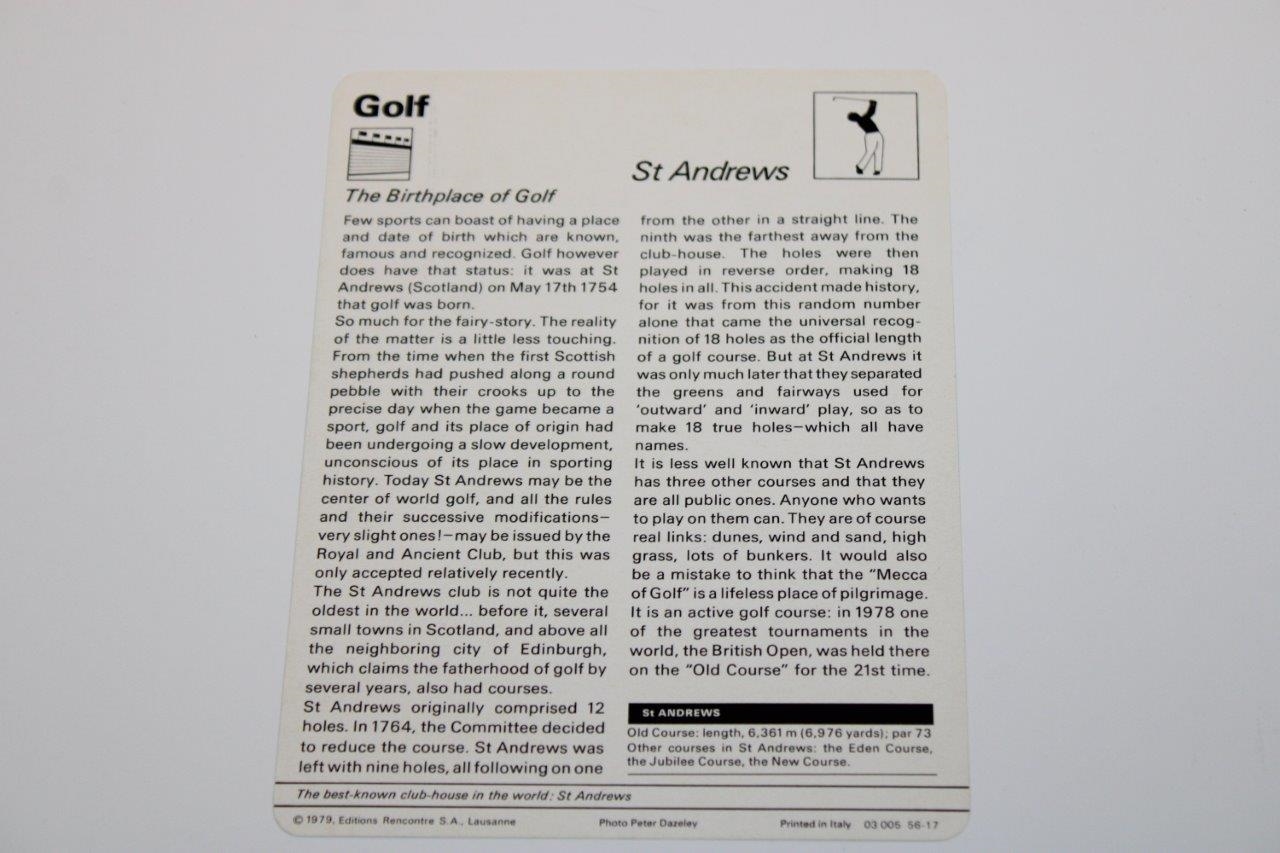 Golf
St Andrews
The Birthplace of Golf
Few sports can boast of having a place
and date of birth which are known,
famous and recognized. Golf however
does have that status: it was at St
Andrews (Scotland) on May 17th 1754
that golf was born.
So much for the fairy-story. The reality
of the matter is a little less touching.
From the time when the first Scottish
shepherds had pushed along a round
pebble with their crooks up to the
precise day when the game became a
sport, golf and its place of origin had
been undergoing a slow development,
unconscious of its place in sporting
history. Today St Andrews may be the
center of world golf, and all the rules
and their successive modifications—
very slight ones!—may be issued by the
Royal and Ancient Club, but this was
only accepted relatively recently.
The St Andrews club is not quite the
oldest in the world... before it, several
small towns in Scotland, and above all
the neighboring city of Edinburgh,
which claims the fatherhood of golf by
several years, also had courses.
St Andrews originally comprised 12
holes. In 1764, the Committee decided
to reduce the course. St Andrews was
left with nine holes, all following on one
from the other in a straight line. The
ninth was the farthest away from the
club-house. The holes were then
played in reverse order, making 18
holes in all. This accident made history,
for it was from this random number
alone that came the universal recog-
nition of 18 holes as the official length
of a golf course. But at St Andrews it
was only much later that they separated
the greens and fairways used for
'outward' and 'inward' play, so as to
make 18 true holes—which all have
names.
It is less well known that St Andrews
has three other courses and that they
are all public ones. Anyone who wants
to play on them can. They are of course
real links: dunes, wind and sand, high
grass, lots of bunkers. It would also
be a mistake to think that the "Mecca
of Golf" is a lifeless place of pilgrimage.
It is an active golf course: in 1978 one
of the greatest tournaments in the
world, the British Open, was held there
on the "Old Course" for the 21st time.
St ANDREWS
Old Course: length, 6,361 m (6,976 yards); par 73
Other courses in St Andrews: the Eden Course,
the Jubilee Course, the New Course.
The best-known club-house in the world: St Andrews
© 1979, Editions Rencontre S.A., Lausanne Photo Peter Dazeley Printed in Italy 03 005 56-17